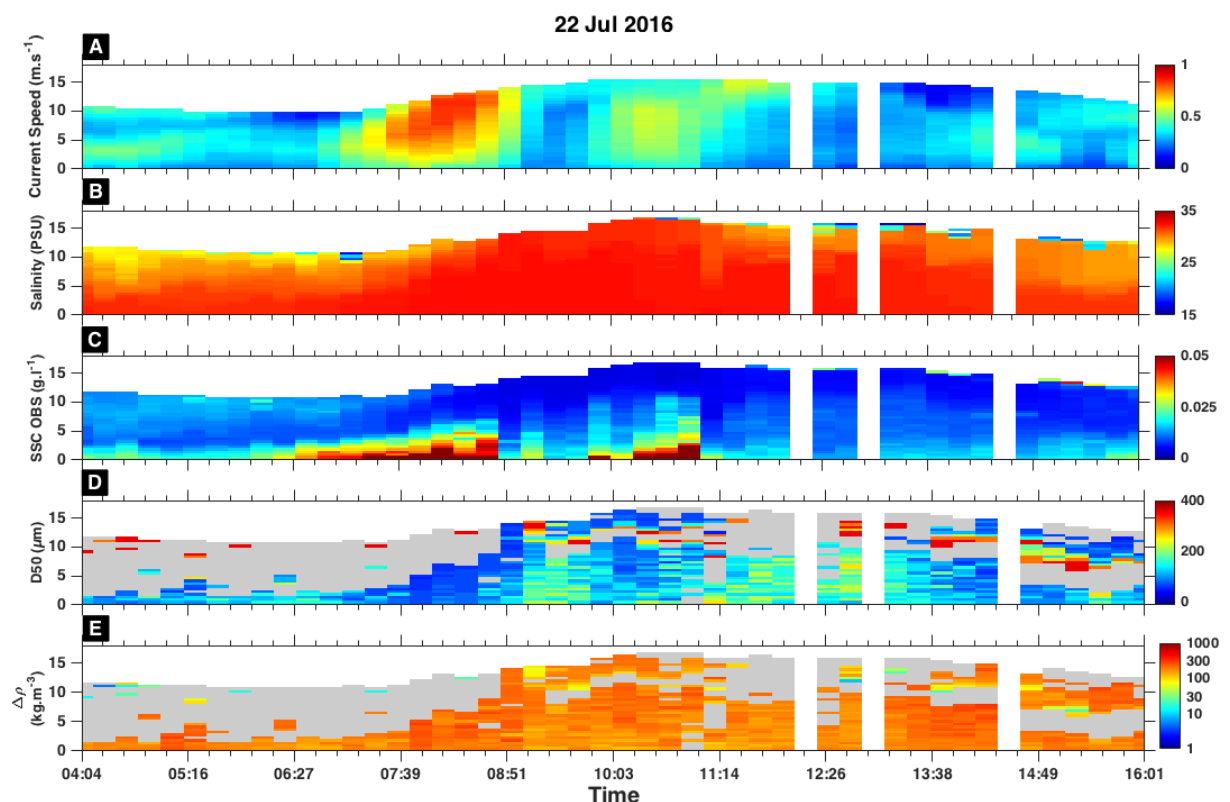 22 Jul 2016
A
Current Speed (m.s⁻¹)
15
10
5
0
1
0.5
0
B
Salinity (PSU)
15
10
5
0
35
25
15
C
SSC OBS (g.l⁻¹)
15
10
5
0
0.05
0.025
0
D
D50 (μm)
15
10
5
0
400
200
0
E
Δρ
(kg.m⁻³)
15
10
5
0
1000
300
100
30
10
1
04:04 05:16 06:27 07:39 08:51 10:03 11:14 12:26 13:38 14:49 16:01
Time